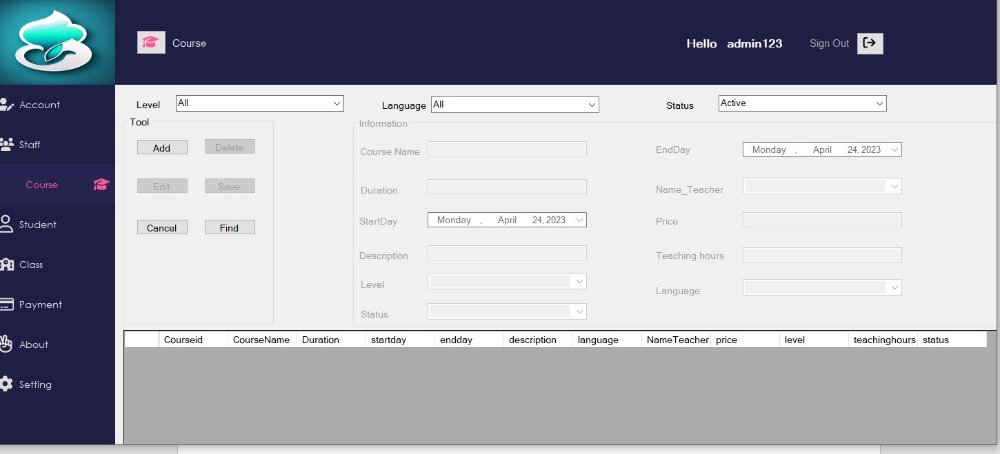 Course
Hello admin123
Sign Out
Account
Staff
Course
Student
Class
Payment
About
Setting
Level All
Language All
Status Active
Tool
Add Delete
Edit Save
Cancel Find
Information
Course Name
Duration
StartDay Monday , April 24, 2023
Description
Level
Status
EndDay Monday , April 24, 2023
Name_Teacher
Price
Teaching hours
Language
Courseid CourseName Duration startday endday description language NameTeacher price level teachinghours status